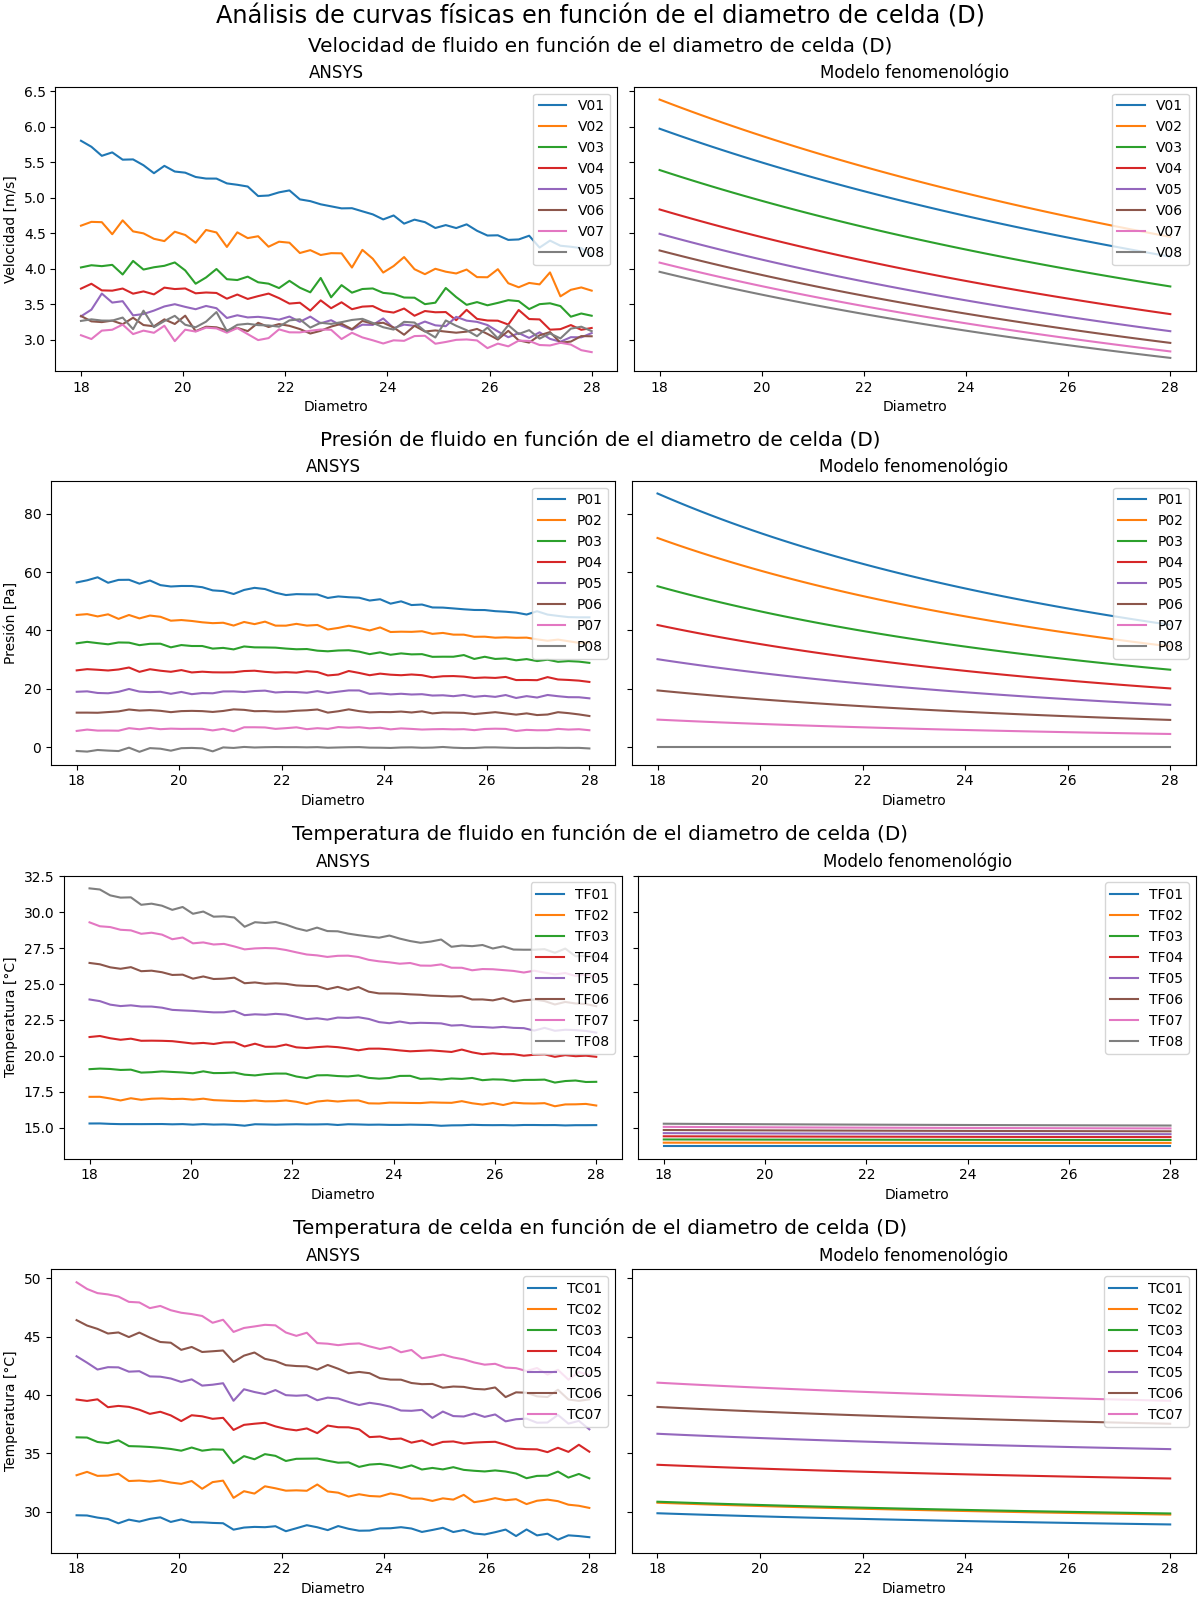 Análisis de curvas físicas en función de el diametro de celda (D)
Velocidad de fluido en función de el diametro de celda (D)
ANSYS
Modelo fenomenológio
Velocidad [m/s]
6.5
6.0
5.5
5.0
4.5
4.0
3.5
3.0
V01
V02
V03
V04
V05
V06
V07
V08
V01
V02
V03
V04
V05
V06
V07
V08
18 20 22 24 26 28
18 20 22 24 26 28
Diametro
Diametro
Presión de fluido en función de el diametro de celda (D)
ANSYS
Modelo fenomenológio
Presión [Pa]
80
60
40
20
0
P01
P02
P03
P04
P05
P06
P07
P08
P01
P02
P03
P04
P05
P06
P07
P08
18 20 22 24 26 28
18 20 22 24 26 28
Diametro
Diametro
Temperatura de fluido en función de el diametro de celda (D)
ANSYS
Modelo fenomenológio
Temperatura [°C]
32.5
30.0
27.5
25.0
22.5
20.0
17.5
15.0
TF01
TF02
TF03
TF04
TF05
TF06
TF07
TF08
TF01
TF02
TF03
TF04
TF05
TF06
TF07
TF08
18 20 22 24 26 28
18 20 22 24 26 28
Diametro
Diametro
Temperatura de celda en función de el diametro de celda (D)
ANSYS
Modelo fenomenológio
Temperatura [°C]
50
45
40
35
30
TC01
TC02
TC03
TC04
TC05
TC06
TC07
TC01
TC02
TC03
TC04
TC05
TC06
TC07
18 20 22 24 26 28
18 20 22 24 26 28
Diametro
Diametro